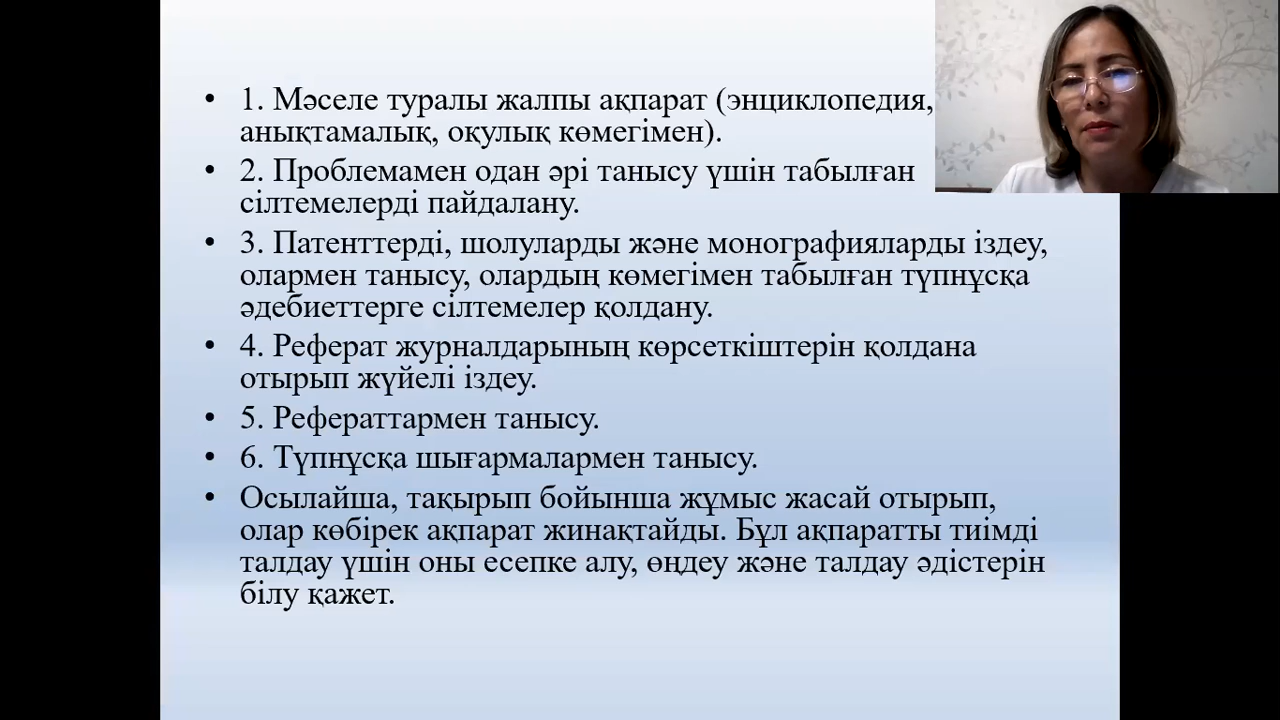 • 1. Мәселе туралы жалпы ақпарат (энциклопедия,
анықтамалық, оқулық көмегімен).
• 2. Проблемамен одан әрі танысу үшін табылған
сілтемелерді пайдалану.
• 3. Патенттерді, шолуларды және монографияларды іздеу,
олармен танысу, олардың көмегімен табылған түпнұсқа
әдебиеттерге сілтемелер қолдану.
• 4. Реферат журналдарының көрсеткіштерін қолдана
отырып жүйелі іздеу.
• 5. Рефераттармен танысу.
• 6. Түпнұсқа шығармалармен танысу.
• Осылайша, тақырып бойынша жұмыс жасай отырып,
олар көбірек ақпарат жинақтайды. Бұл ақпаратты тиімді
талдау үшін оны есепке алу, өңдеу және талдау әдістерін
білу қажет.